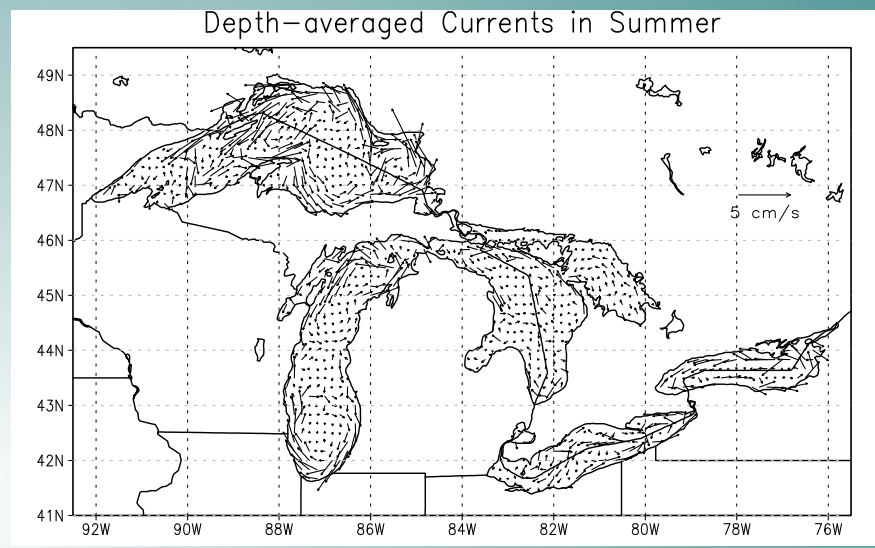 Depth-averaged Currents in Summer
49N
48N
47N
46N
45N
44N
43N
42N
41N
5 cm/s
92W 90W 88W 86W 84W 82W 80W 78W 76W